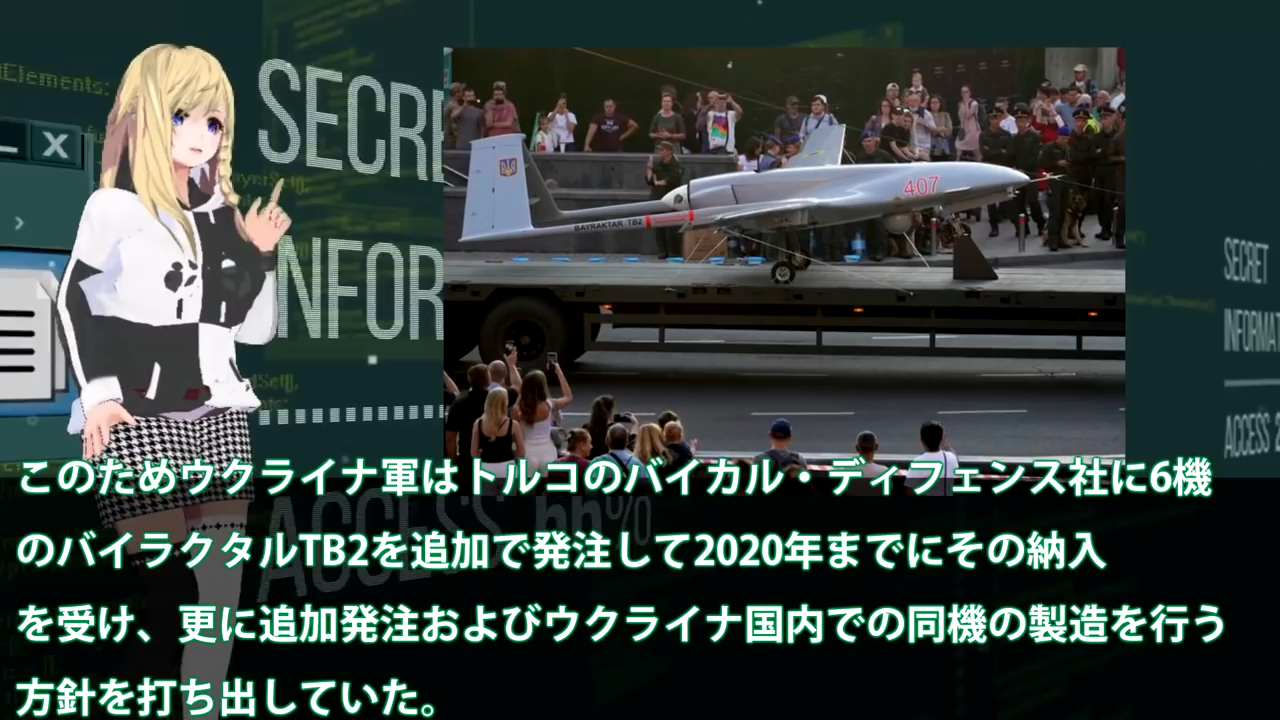 Elements:
SECRE
INFOR
ACCESS 66%
BAYRAKTAR TB2
407
SECRET
INFORMAT
ACCESS
このためウクライナ軍はトルコのバイカル・ディフェンス社に6機
のバイラクタルTB2を追加で発注して2020年までにその納入
を受け、更に追加発注およびウクライナ国内での同機の製造を行う
方針を打ち出していた。